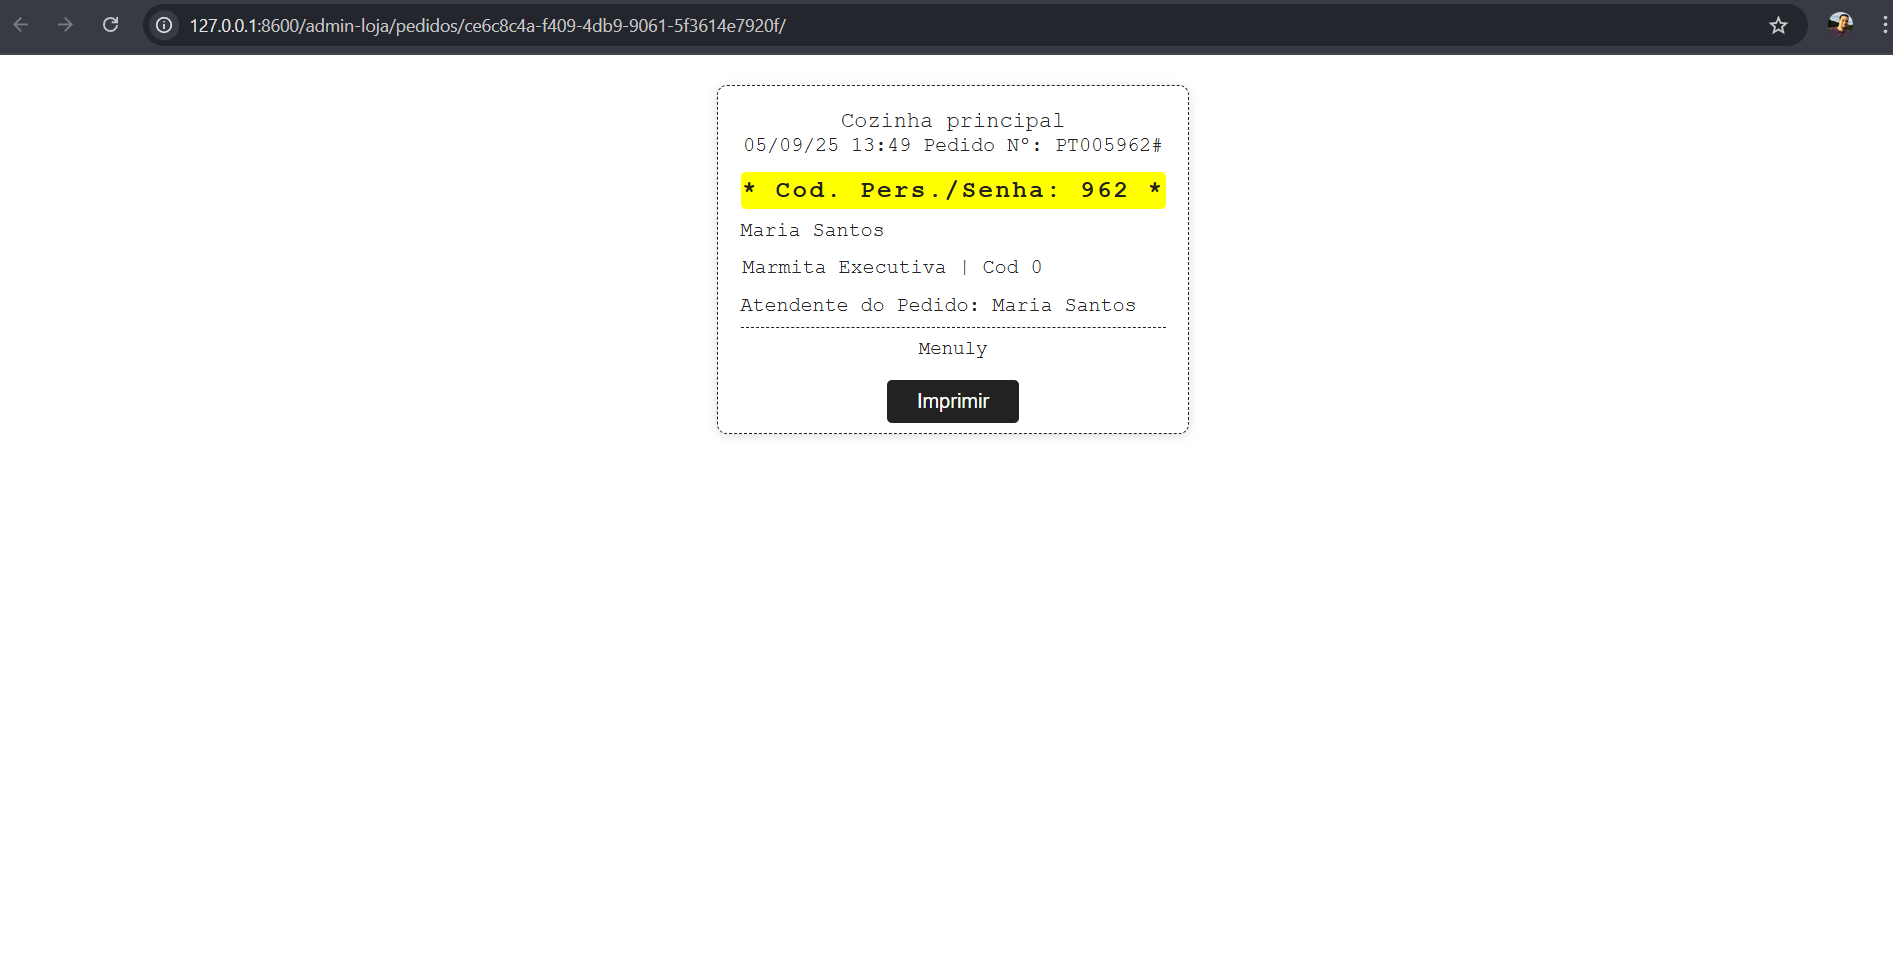 127.0.0.1:8600/admin-loja/pedidos/ce6c8c4a-f409-4db9-9061-5f3614e7920f/
Cozinha principal
05/09/25 13:49 Pedido Nº: PT005962#
* Cod. Pers./Senha: 962 *
Maria Santos
Marmita Executiva | Cod 0
Atendente do Pedido: Maria Santos
Menuly
Imprimir